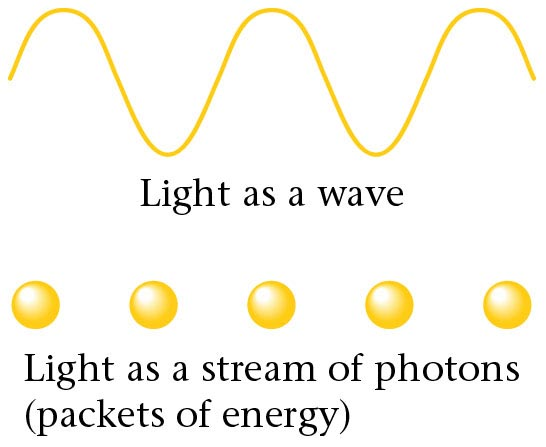 Light as a wave
Light as a stream of photons
(packets of energy)